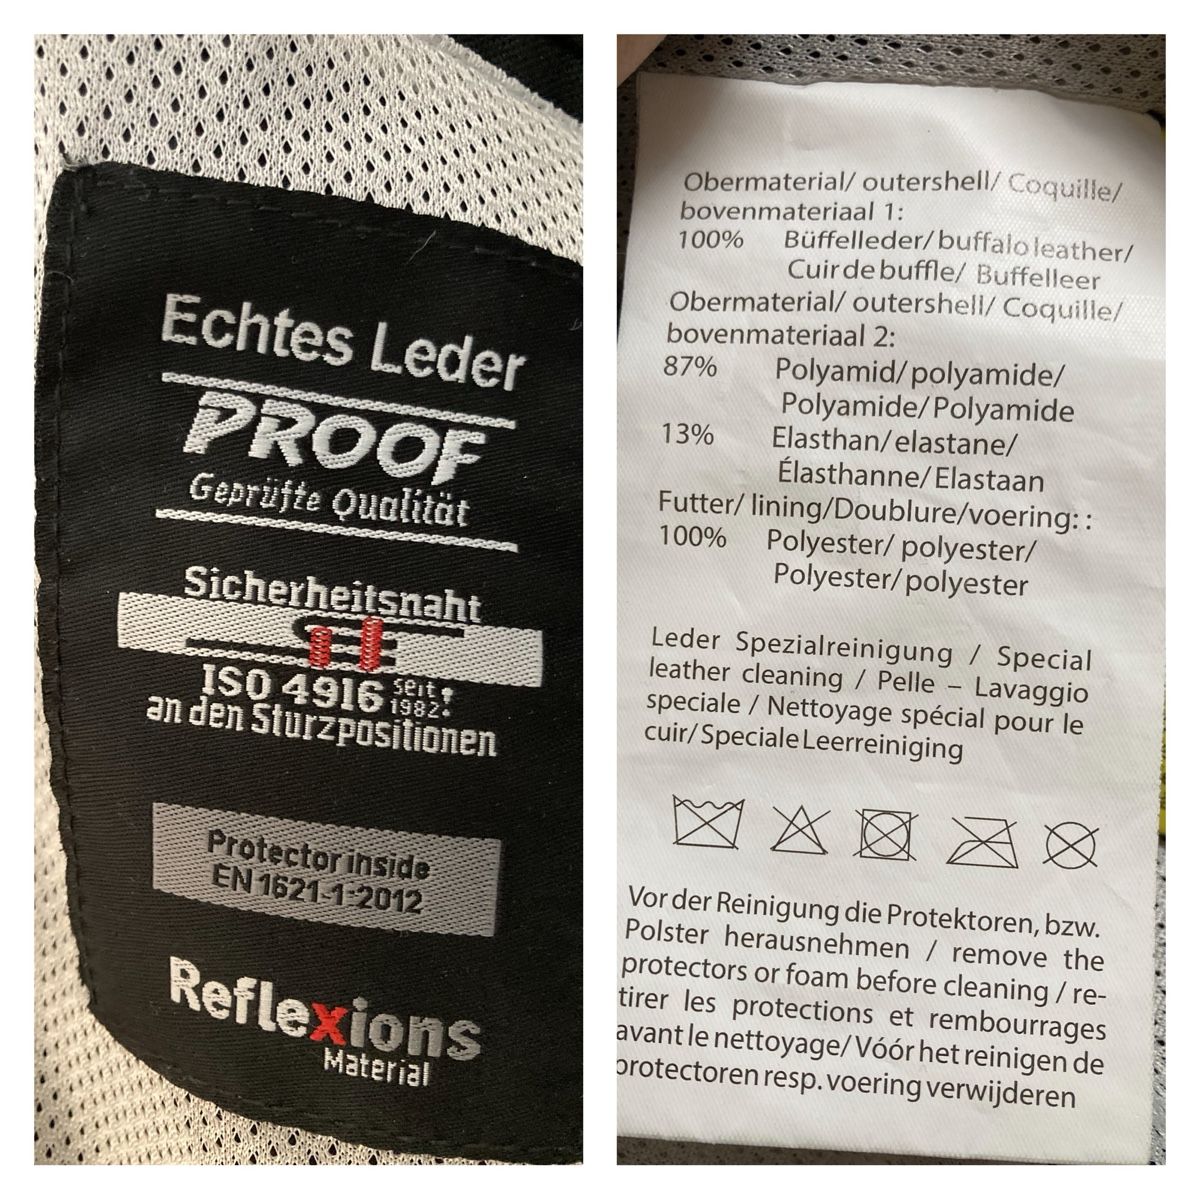 Echtes Leder
PROOF
Geprüfte Qualität
Sicherheitsnaht
ISO 4916 seit 1982!
an den Sturzpositionen
Protector inside
EN 1621-1-2012
Reflexions
Material
Obermaterial/ outershell/ Coquille/
bovenmateriaal 1:
100% Büffelleder/ buffalo leather/
Cuir de buffle/ Buffelleer
Obermaterial/ outershell/ Coquille/
bovenmateriaal 2:
87% Polyamid/ polyamide/
Polyamide/ Polyamide
13% Elasthan/ elastane/
Élasthanne/ Elastaan
Futter/ lining/Doublure/voering: :
100% Polyester/ polyester/
Polyester/ polyester
Leder Spezialreinigung / Special
leather cleaning / Pelle – Lavaggio
speciale / Nettoyage spécial pour le
cuir/ Speciale Leerreiniging
Vor der Reinigung die Protektoren, bzw.
Polster herausnehmen / remove the
protectors or foam before cleaning / re-
tirer les protections et rembourrages
avant le nettoyage/ Vóór het reinigen de
protectoren resp. voering verwijderen